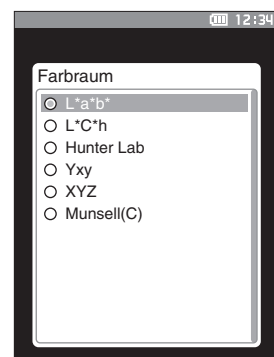 12:34
Farbraum
L*a*b*
L*C*h
Hunter Lab
Yxy
XYZ
Munsell(C)